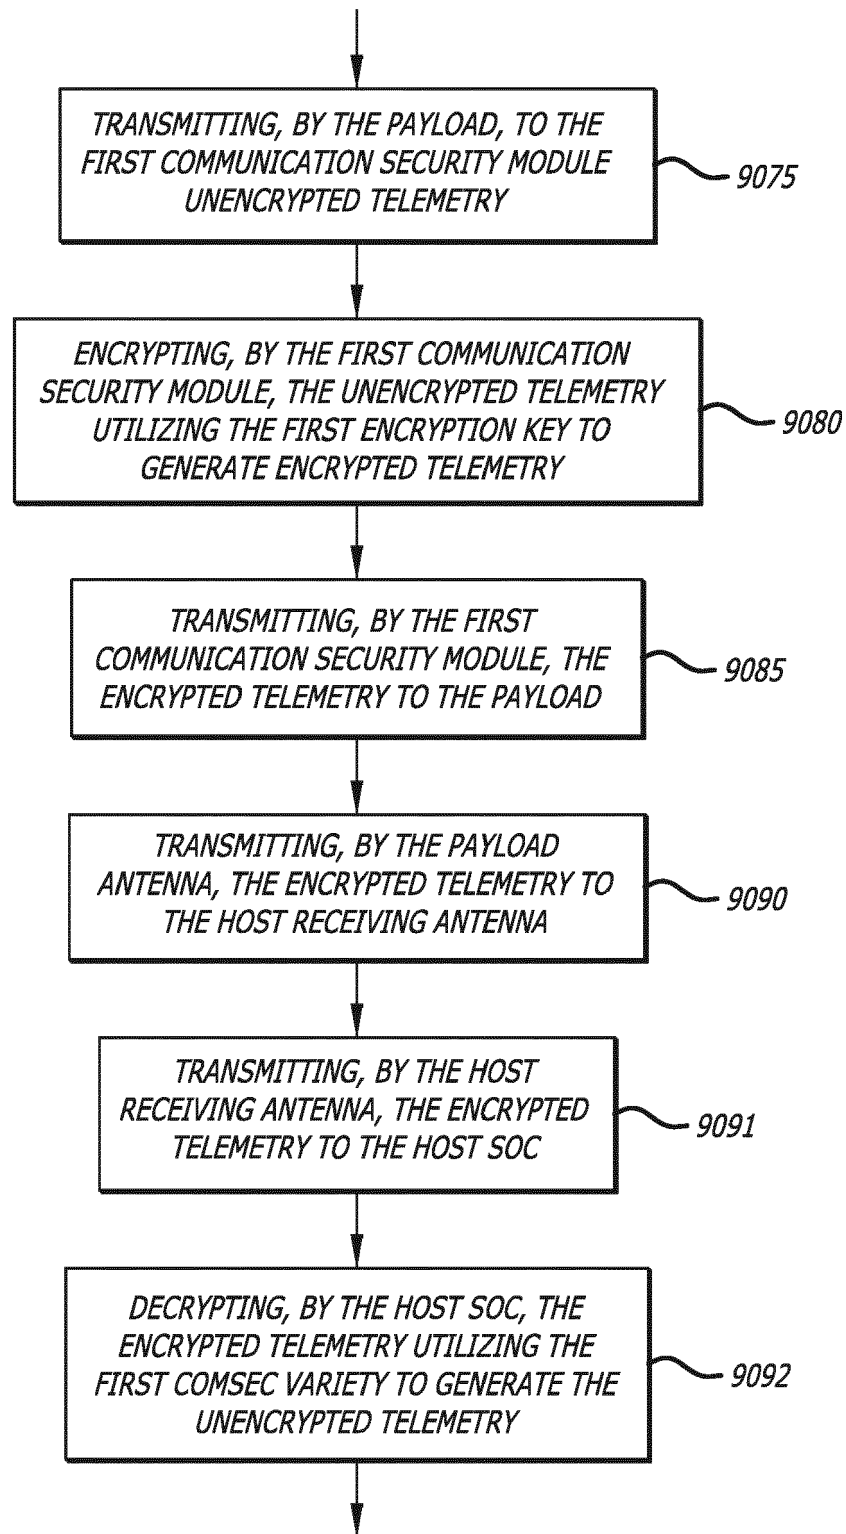 TRANSMITTING, BY THE PAYLOAD, TO THE
FIRST COMMUNICATION SECURITY MODULE
UNENCRYPTED TELEMETRY
9075
ENCRYPTING, BY THE FIRST COMMUNICATION
SECURITY MODULE, THE UNENCRYPTED TELEMETRY
UTILIZING THE FIRST ENCRYPTION KEY TO
GENERATE ENCRYPTED TELEMETRY
9080
TRANSMITTING, BY THE FIRST
COMMUNICATION SECURITY MODULE, THE
ENCRYPTED TELEMETRY TO THE PAYLOAD
9085
TRANSMITTING, BY THE PAYLOAD
ANTENNA, THE ENCRYPTED TELEMETRY TO
THE HOST RECEIVING ANTENNA
9090
TRANSMITTING, BY THE HOST
RECEIVING ANTENNA, THE ENCRYPTED
TELEMETRY TO THE HOST SOC
9091
DECRYPTING, BY THE HOST SOC, THE
ENCRYPTED TELEMETRY UTILIZING THE
FIRST COMSEC VARIETY TO GENERATE THE
UNENCRYPTED TELEMETRY
9092